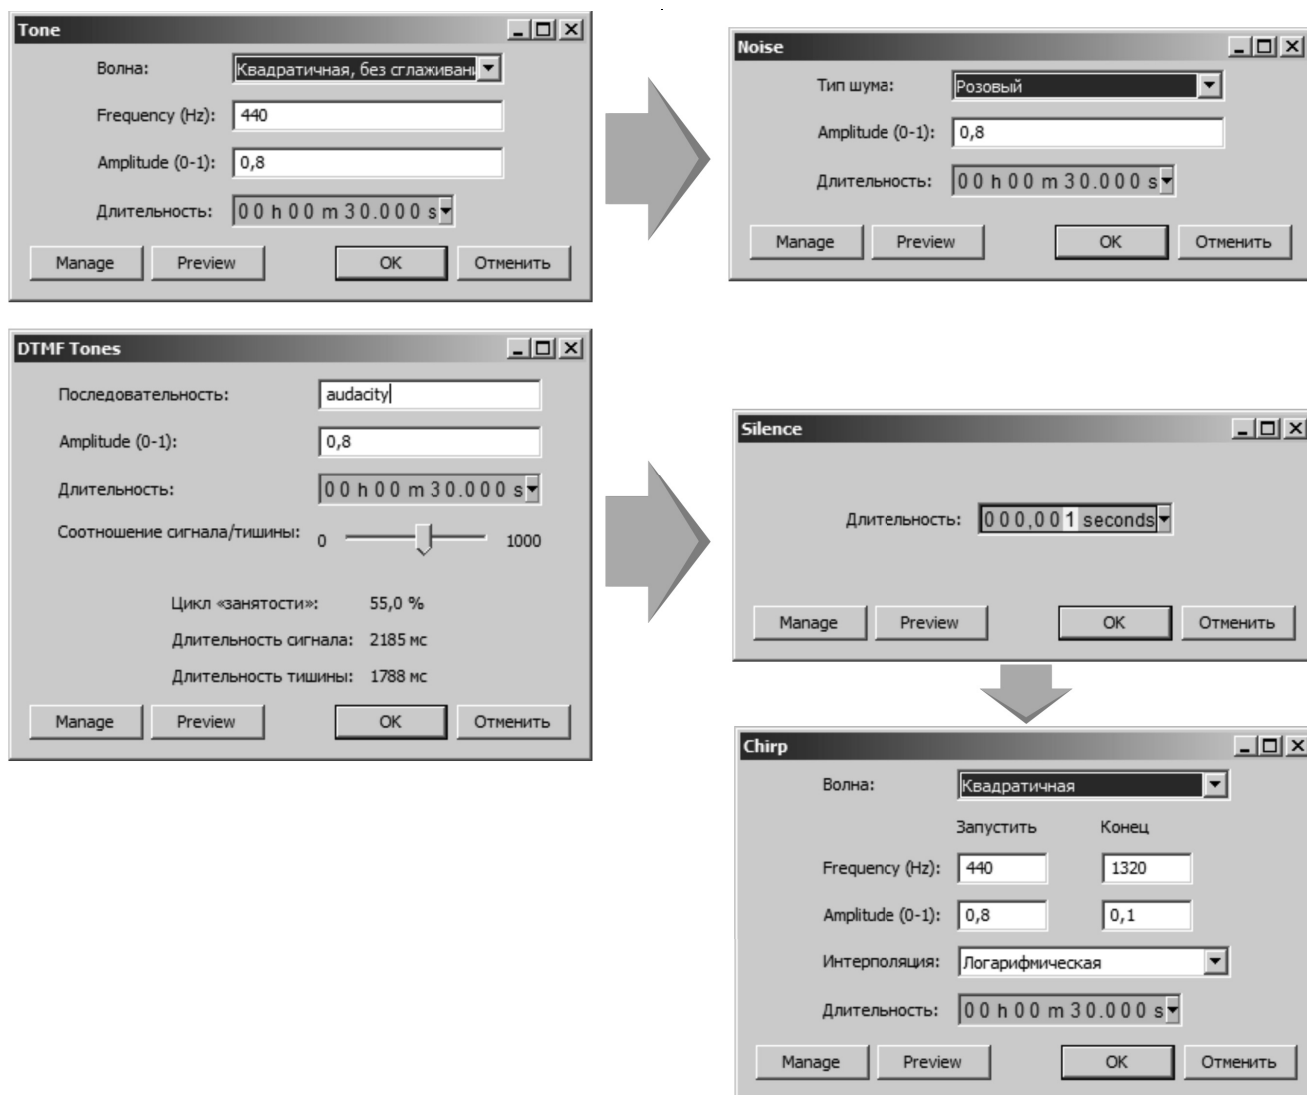 Tone
Волна: Квадратичная, без сглаживани
Frequency (Hz): 440
Amplitude (0-1): 0,8
Длительность: 00 h 00 m 30.000 s
Manage Preview OK Отменить
Noise
Тип шума: Розовый
Amplitude (0-1): 0,8
Длительность: 00 h 00 m 30.000 s
Manage Preview OK Отменить
DTMF Tones
Последовательность: audacity
Amplitude (0-1): 0,8
Длительность: 00 h 00 m 30.000 s
Соотношение сигнала/тишины: 0 1000
Цикл «занятости»: 55,0 %
Длительность сигнала: 2185 мс
Длительность тишины: 1788 мс
Manage Preview OK Отменить
Silence
Длительность: 000,001 seconds
Manage Preview OK Отменить
Chirp
Волна: Квадратичная
Запустить Конец
Frequency (Hz): 440 1320
Amplitude (0-1): 0,8 0,1
Интерполяция: Логарифмическая
Длительность: 00 h 00 m 30.000 s
Manage Preview OK Отменить